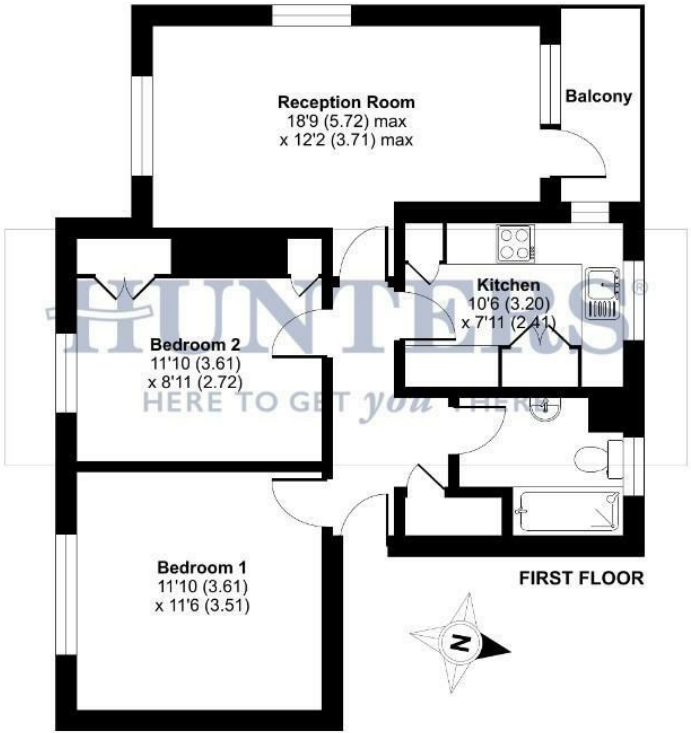 Reception Room
18'9 (5.72) max
x 12'2 (3.71) max
Balcony
Kitchen
10'6 (3.20)
x 7'11 (2.41)
HUNTERS®
Bedroom 2
11'10 (3.61)
x 8'11 (2.72)
HERE TO GET you THERE
Bedroom 1
11'10 (3.61)
x 11'6 (3.51)
FIRST FLOOR
N